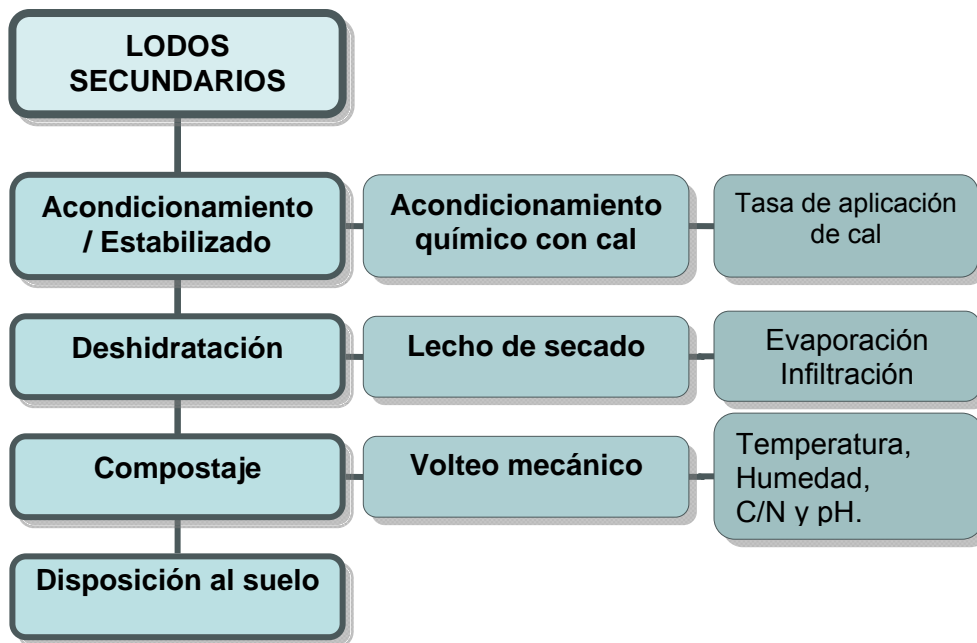 LODOS
SECUNDARIOS
Acondicionamiento
/ Estabilizado
Acondicionamiento
químico con cal
Tasa de aplicación
de cal
Deshidratación
Lecho de secado
Evaporación
Infiltración
Compostaje
Volteo mecánico
Temperatura,
Humedad,
C/N y pH.
Disposición al suelo